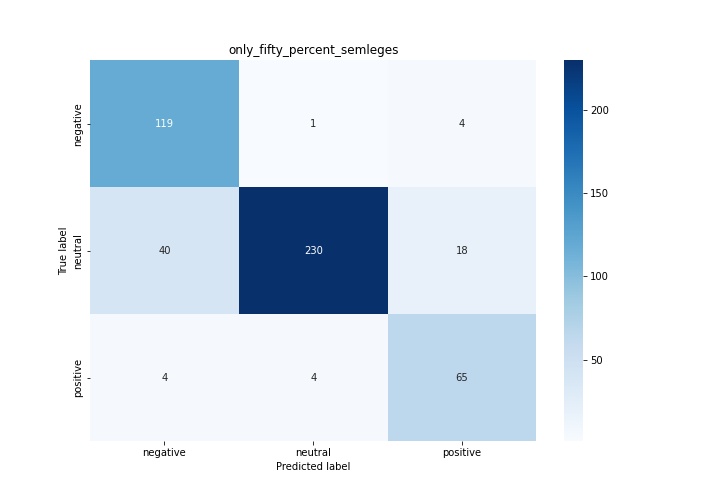 only_fifty_percent_semleges
negative
119
1
4
200
150
True label
neutral
40
230
18
100
50
positive
4
4
65
negative
neutral
positive
Predicted label